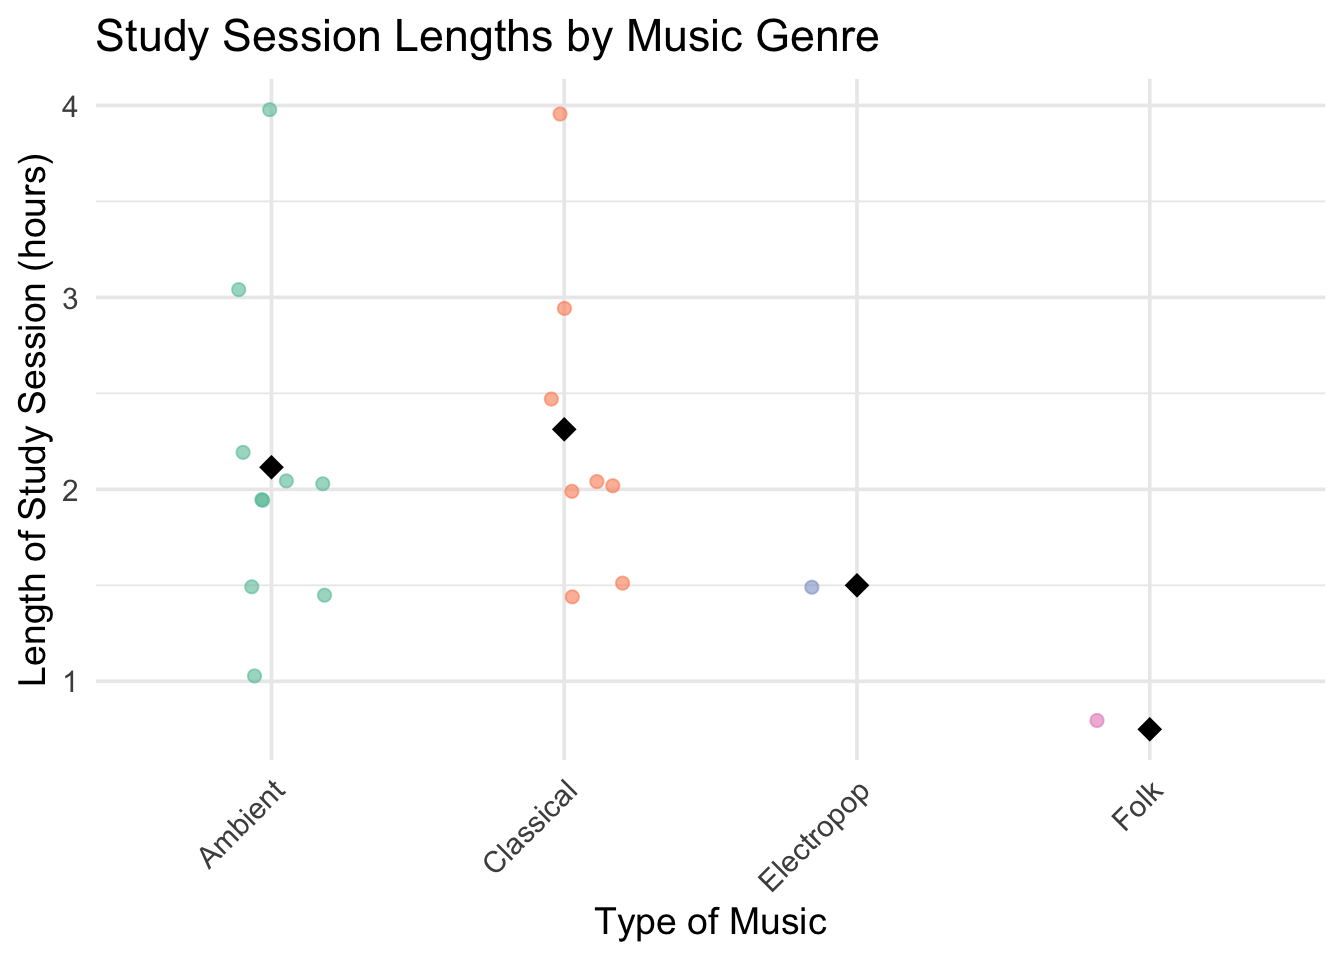 Study Session Lengths by Music Genre
Length of Study Session (hours)
4
3
2
1
Ambient
Classical
Electropop
Folk
Type of Music